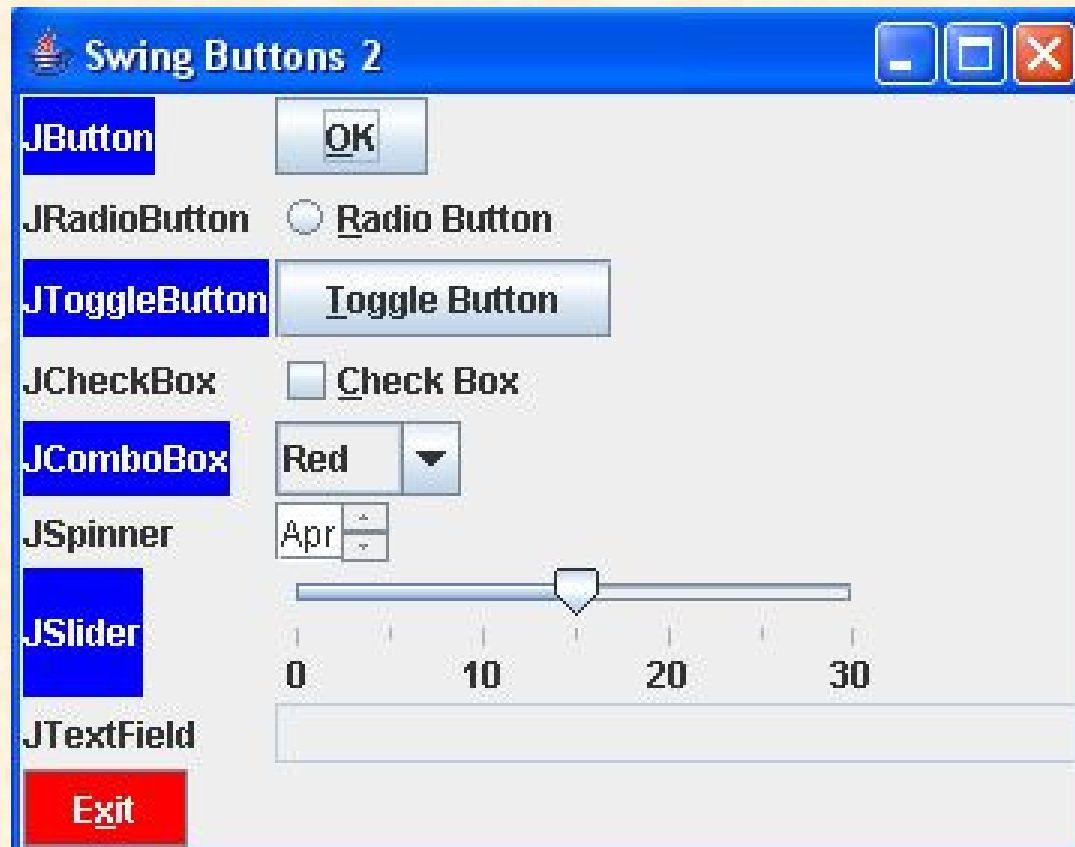 Swing Buttons 2
JButton OK
JRadioButton Radio Button
JToggleButton Toggle Button
JCheckBox Check Box
JComboBox Red
JSpinner Apr
JSlider
0 10 20 30
JTextField
Exit